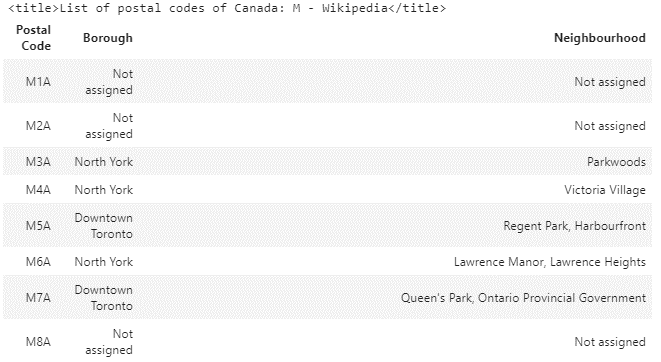 <title>List of postal codes of Canada: M - Wikipedia</title>
Postal Code Borough Neighbourhood
M1A Not assigned Not assigned
M2A Not assigned Not assigned
M3A North York Parkwoods
M4A North York Victoria Village
M5A Downtown Toronto Regent Park, Harbourfront
M6A North York Lawrence Manor, Lawrence Heights
M7A Downtown Toronto Queen's Park, Ontario Provincial Government
M8A Not assigned Not assigned